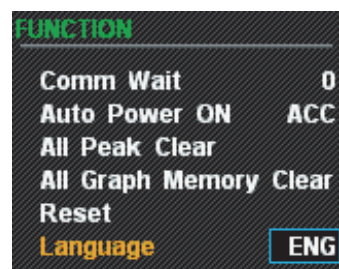 FUNCTION
Comm Wait 0
Auto Power ON ACC
All Peak Clear
All Graph Memory Clear
Reset
Language ENG